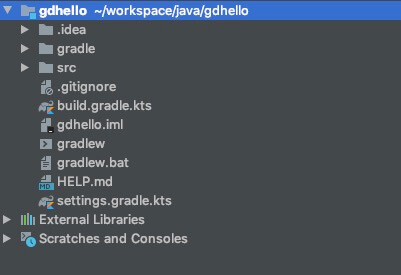 gdhello ~/workspace/java/gdhello
.idea
gradle
src
.gitignore
build.gradle.kts
gdhello.iml
gradlew
gradlew.bat
MD HELP.md
settings.gradle.kts
External Libraries
Scratches and Consoles